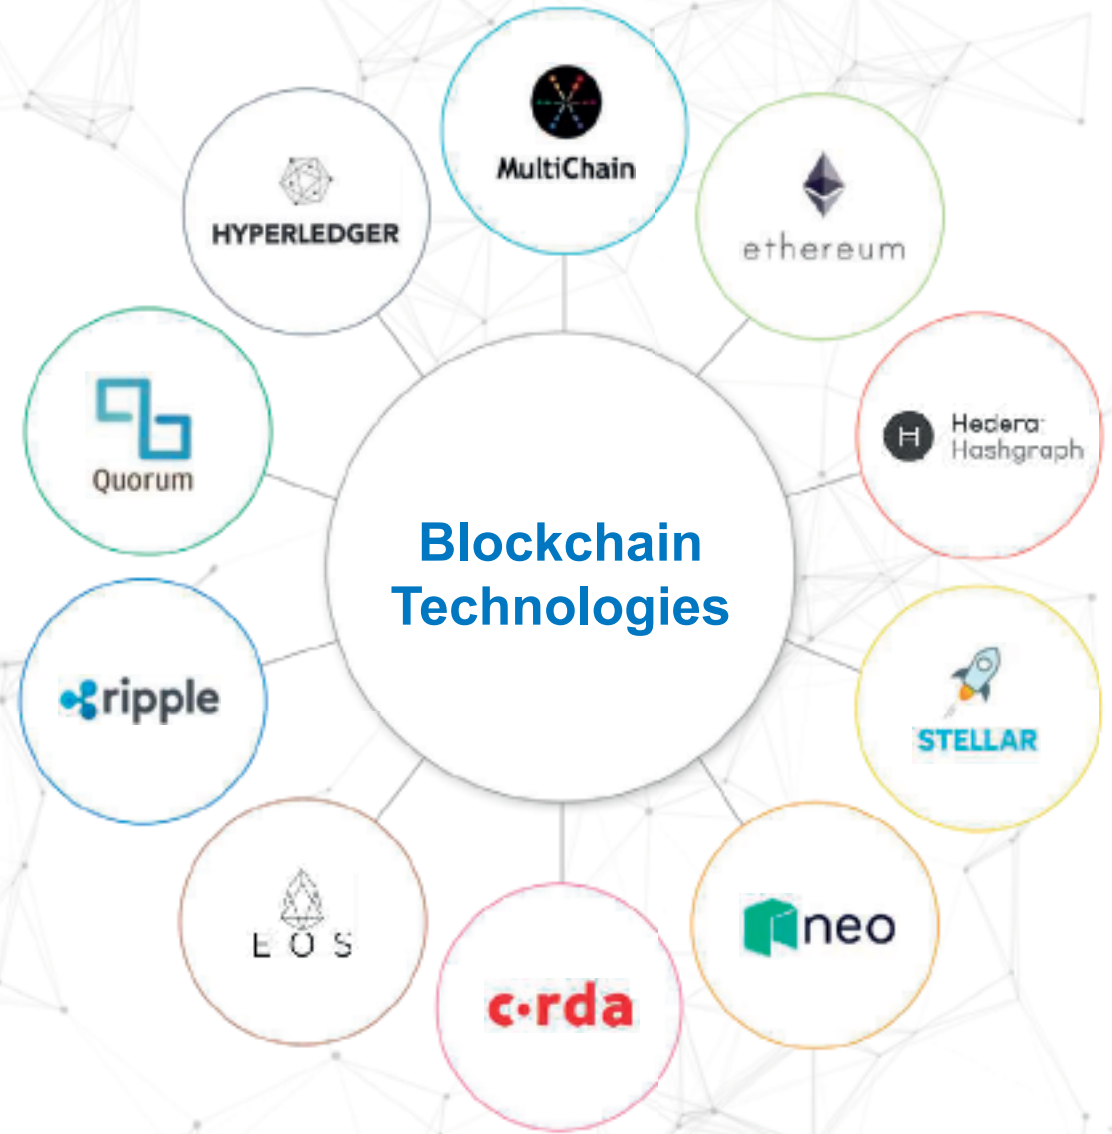 MultiChain
HYPERLEDGER
ethereum
Quorum
H
Hedera
Hashgraph
Blockchain
Technologies
ripple
STELLAR
EOS
neo
c•rda